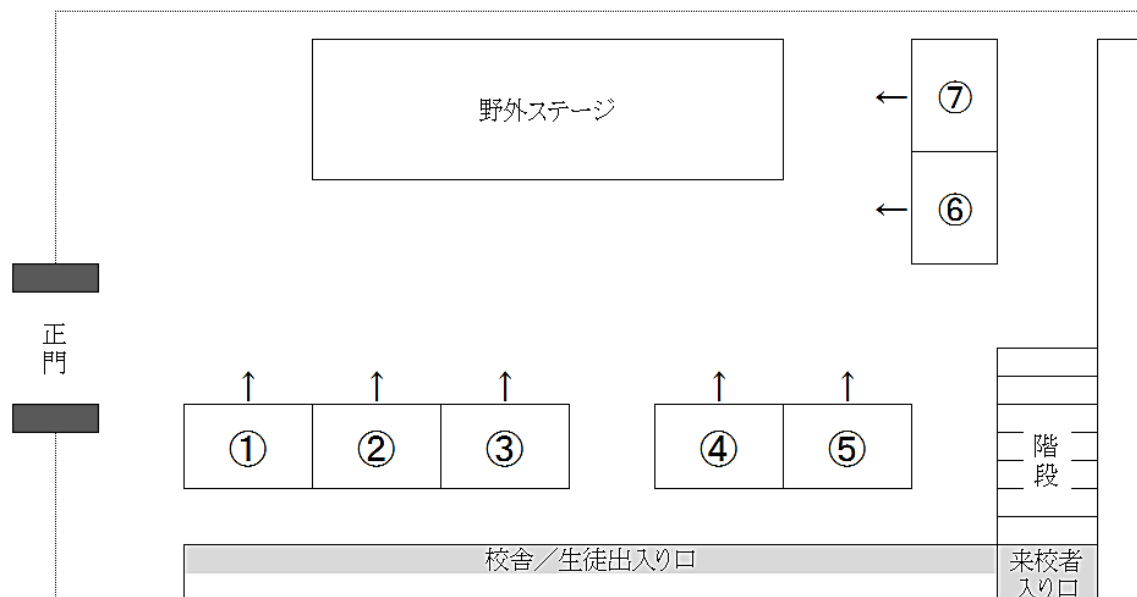 野外ステージ
←
⑦
←
⑥
正
門
↑ ↑ ↑ ↑ ↑
① ② ③ ④ ⑤
階
段
校舎／生徒出入り口
来校者
入り口